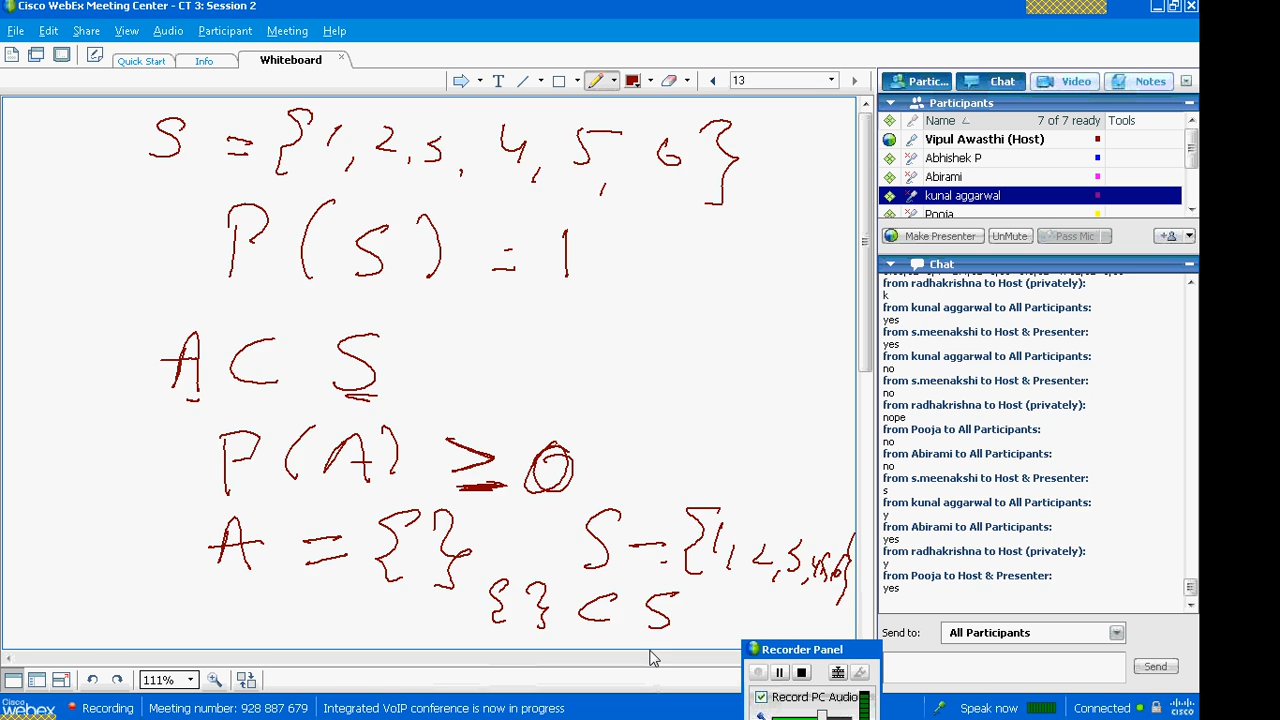 Cisco WebEx Meeting Center - CT 3: Session 2
File Edit Share View Audio Participant Meeting Help
Quick Start Info Whiteboard
T 13
S = {1, 2, 3, 4, 5, 6}
P(S) = 1
A ⊂ S
P(A) ≥ 0
A = {} S = {1, 2, 3, 4, 5, 6}
{} ⊂ S
111%
Partic... Chat Video Notes
Participants
Name 7 of 7 ready Tools
Vipul Awasthi (Host)
Abhishek P
Abirami
kunal aggarwal
Pooja
Make Presenter UnMute Pass Mic
Chat
from radhakrishna to Host (privately):
k
from kunal aggarwal to All Participants:
yes
from s.meenakshi to Host & Presenter:
yes
from kunal aggarwal to All Participants:
no
from s.meenakshi to Host & Presenter:
no
from radhakrishna to Host (privately):
nope
from Pooja to All Participants:
no
from Abirami to All Participants:
no
from s.meenakshi to Host & Presenter:
s
from kunal aggarwal to All Participants:
y
from Abirami to All Participants:
yes
from radhakrishna to Host (privately):
y
from Pooja to Host & Presenter:
yes
Send to: All Participants
Send
Recorder Panel
Record PC Audio
webex Recording Meeting number: 928 887 679 Integrated VoIP conference is now in progress Speak now Connected cisco